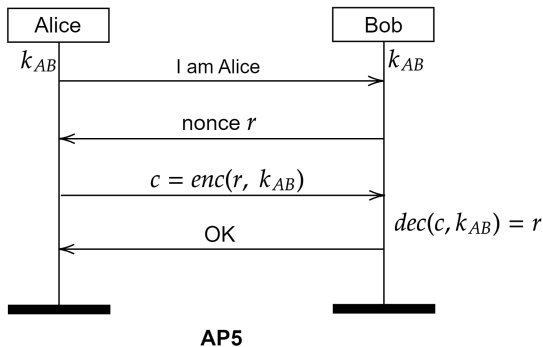 Alice Bob
k_AB k_AB
I am Alice
nonce r
c = enc(r, k_AB)
dec(c, k_AB) = r
OK
AP5